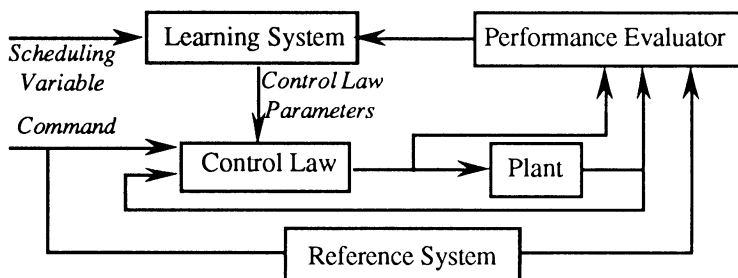 Learning System
Performance Evaluator
Scheduling
Variable
Control Law
Parameters
Command
Control Law
Plant
Reference System